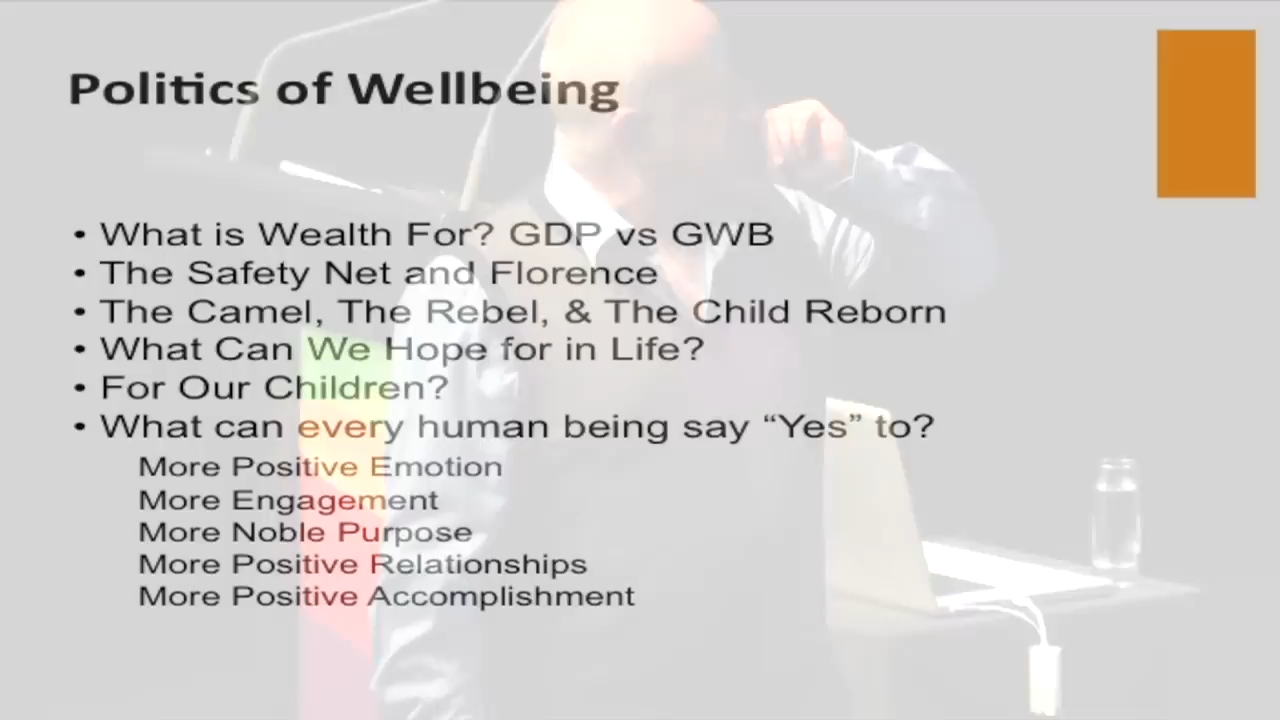 Politics of Wellbeing
• What is Wealth For? GDP vs GWB
• The Safety Net and Florence
• The Camel, The Rebel, & The Child Reborn
• What Can We Hope for in Life?
• For Our Children?
• What can every human being say “Yes” to?
More Positive Emotion
More Engagement
More Noble Purpose
More Positive Relationships
More Positive Accomplishment